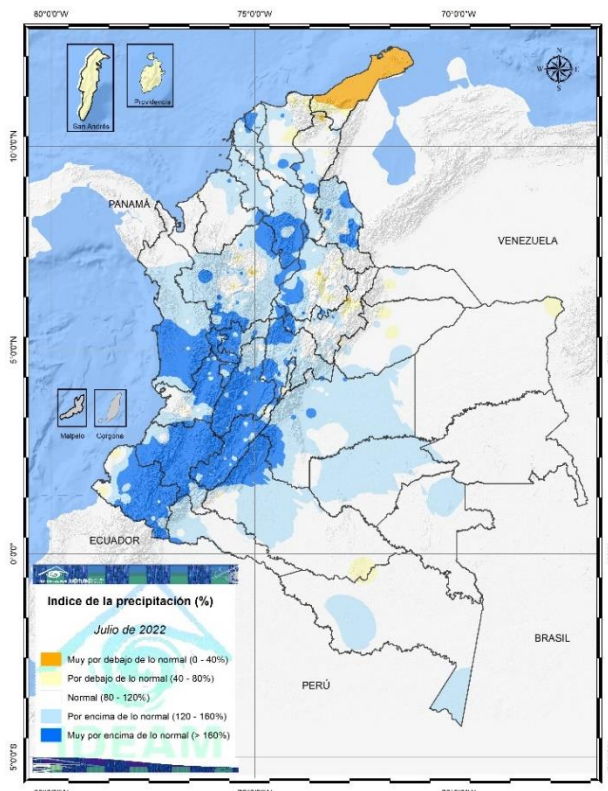 80°0'0"W
75°0'0"W
70°0'0"W
San Andrés
Providencia
N
W
E
S
10°0'0"N
PANAMÁ
VENEZUELA
5°0'0"N
Malpelo
Gorgona
ECUADOR
0°0'0"
Indice de la precipitación (%)
Julio de 2022
Muy por debajo de lo normal (0 - 40%)
Por debajo de lo normal (40 - 80%)
Normal (80 - 120%)
Por encima de lo normal (120 - 160%)
Muy por encima de lo normal (> 160%)
IDEAM
BRASIL
PERÚ
5°0'0"S